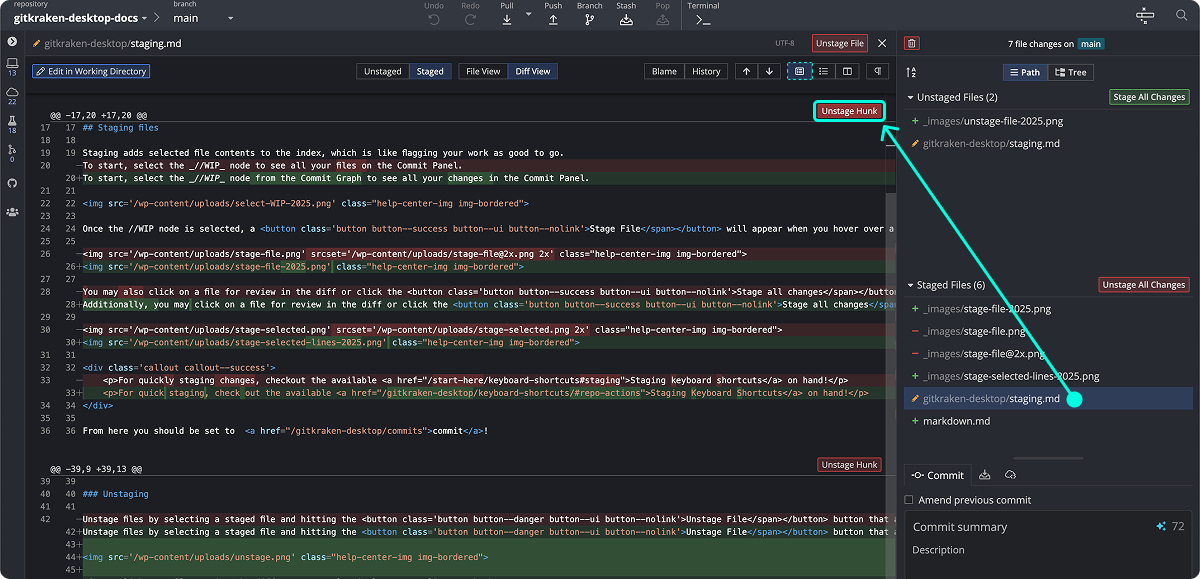 repository
gitkraken-desktop-docs
branch
main
Undo
Redo
Pull
Push
Branch
Stash
Pop
Terminal
gitkraken-desktop/staging.md
UTF-8
Unstage File
7 file changes on main
Edit in Working Directory
Unstaged
Staged
File View
Diff View
Blame
History
Path
Tree
13
22
18
0
@@ -17,20 +17,20 @@
Unstage Hunk
17 17 ## Staging files
18 18
19 19 Staging adds selected file contents to the index, which is like flagging your work as good to go.
20 —To start, select the _//WIP_ node to see all your files on the Commit Panel.
20+To start, select the _//WIP_ node from the Commit Graph to see all your changes in the Commit Panel.
21 21
22 22 <img src='/wp-content/uploads/select-WIP-2025.png' class="help-center-img img-bordered">
23 23
24 24 Once the //WIP node is selected, a <button class='button button--success button--ui button--nolink'>Stage File</span></button> will appear when you hover over a
25 25
26 —<img src='/wp-content/uploads/stage-file.png' srcset='/wp-content/uploads/stage-file@2x.png 2x' class="help-center-img img-bordered">
26+<img src='/wp-content/uploads/stage-file-2025.png' class="help-center-img img-bordered">
27 27
28 —You may also click on a file for review in the diff or click the <button class='button button--success button--ui button--nolink'>Stage all changes</span></butto
28+Additionally, you may click on a file for review in the diff or click the <button class='button button--success button--ui button--nolink'>Stage all changes</spa
29 29
30 —<img src='/wp-content/uploads/stage-selected.png' srcset='/wp-content/uploads/stage-selected.png 2x' class="help-center-img img-bordered">
30+<img src='/wp-content/uploads/stage-selected-lines-2025.png' class="help-center-img img-bordered">
31 31
32 32 <div class='callout callout--success'>
33 — <p>For quickly staging changes, checkout the available <a href="/start-here/keyboard-shortcuts#staging">Staging keyboard shortcuts</a> on hand!</p>
33+ <p>For quick staging, check out the available <a href="/gitkraken-desktop/keyboard-shortcuts/#repo-actions">Staging Keyboard Shortcuts</a> on hand!</p>
34 34 </div>
35 35
36 36 From here you should be set to <a href="/gitkraken-desktop/commits">commit</a>!
@@ -39,9 +39,13 @@
Unstage Hunk
39 39
40 40 ### Unstaging
41 41
42 —Unstage files by selecting a staged file and hitting the <button class='button button--danger button--ui button--nolink'>Unstage File</span></button> button that a
42+Unstage files by selecting a staged file and hitting the <button class='button button--danger button--ui button--nolink'>Unstage File</span></button> button that a
43+
44+<img src='/wp-content/uploads/unstage.png' class="help-center-img img-bordered">
45+
Unstaged Files (2)
Stage All Changes
_images/unstage-file-2025.png
gitkraken-desktop/staging.md
Staged Files (6)
Unstage All Changes
_images/stage-file-2025.png
_images/stage-file.png
_images/stage-file@2x.png
_images/stage-selected-lines-2025.png
gitkraken-desktop/staging.md
markdown.md
Commit
Amend previous commit
Commit summary
72
Description